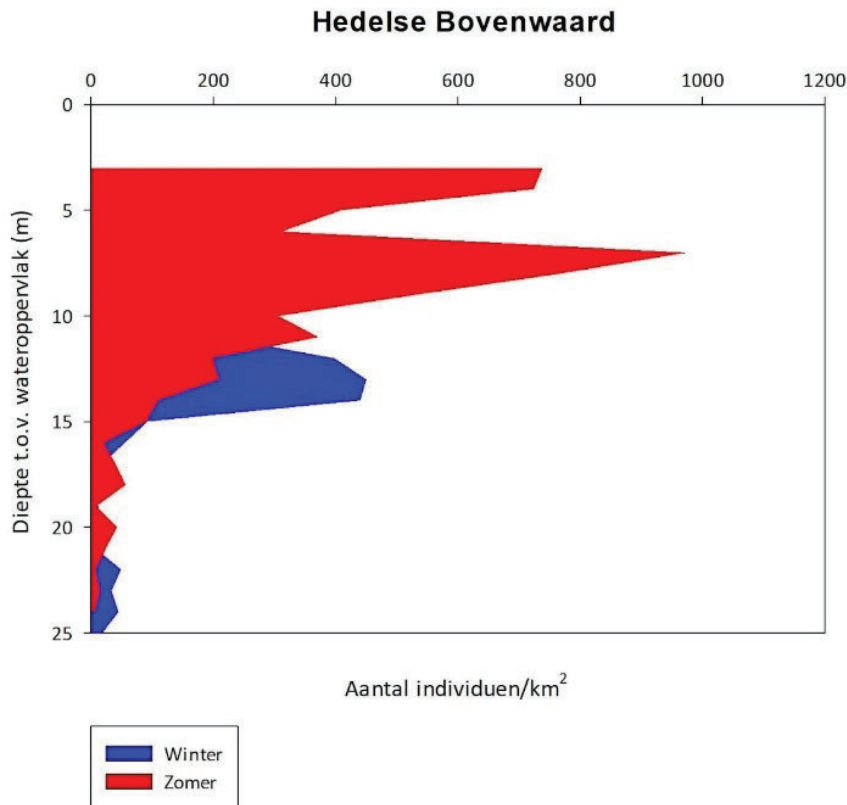 Hedelse Bovenwaard
0 200 400 600 800 1000 1200
0
5
10
15
20
25
Diepte t.o.v. wateroppervlak (m)
Aantal individuen/km²
Winter
Zomer